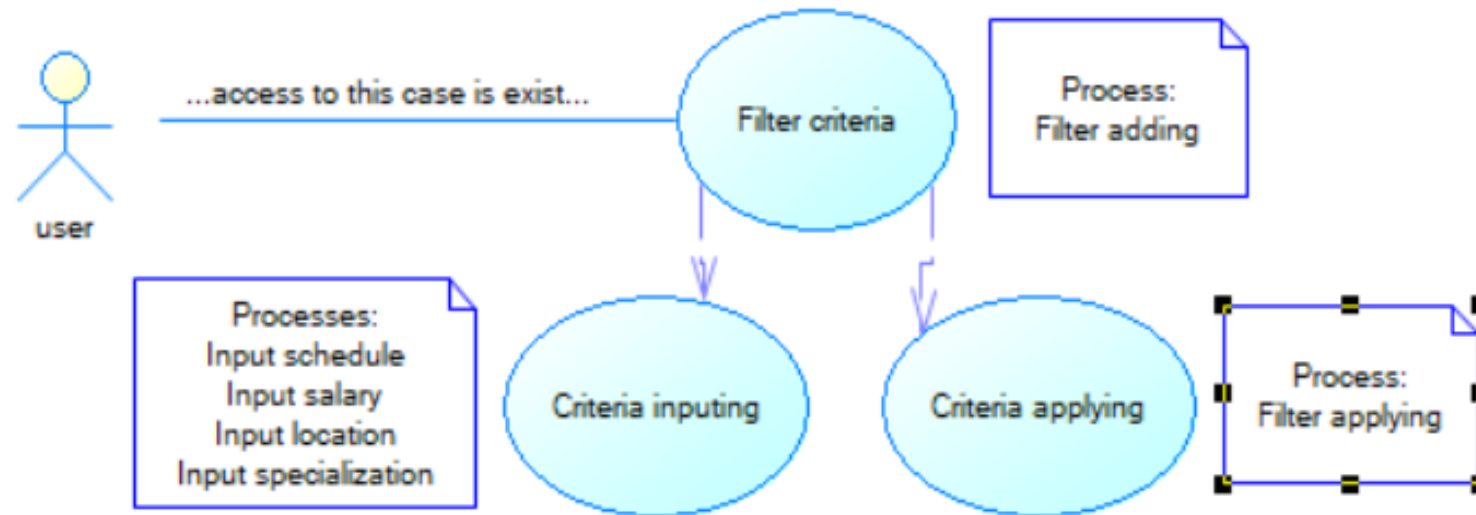 ...access to this case is exist...
Filter criteria
Process:
Filter adding
user
Processes:
Input schedule
Input salary
Input location
Input specialization
Criteria inputing
Criteria applying
Process:
Filter applying